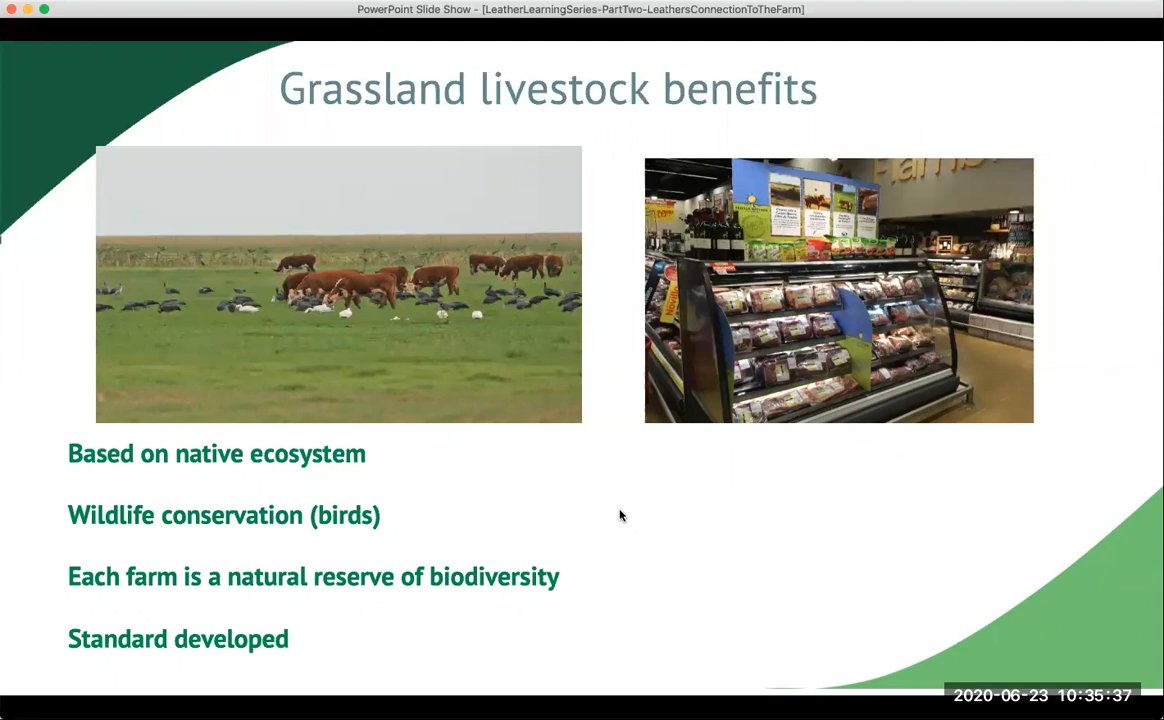 PowerPoint Slide Show - [LeatherLearningSeries-PartTwo-LeathersConnectionToTheFarm]
Grassland livestock benefits
Based on native ecosystem
Wildlife conservation (birds)
Each farm is a natural reserve of biodiversity
Standard developed
2020-06-23 10:35:37